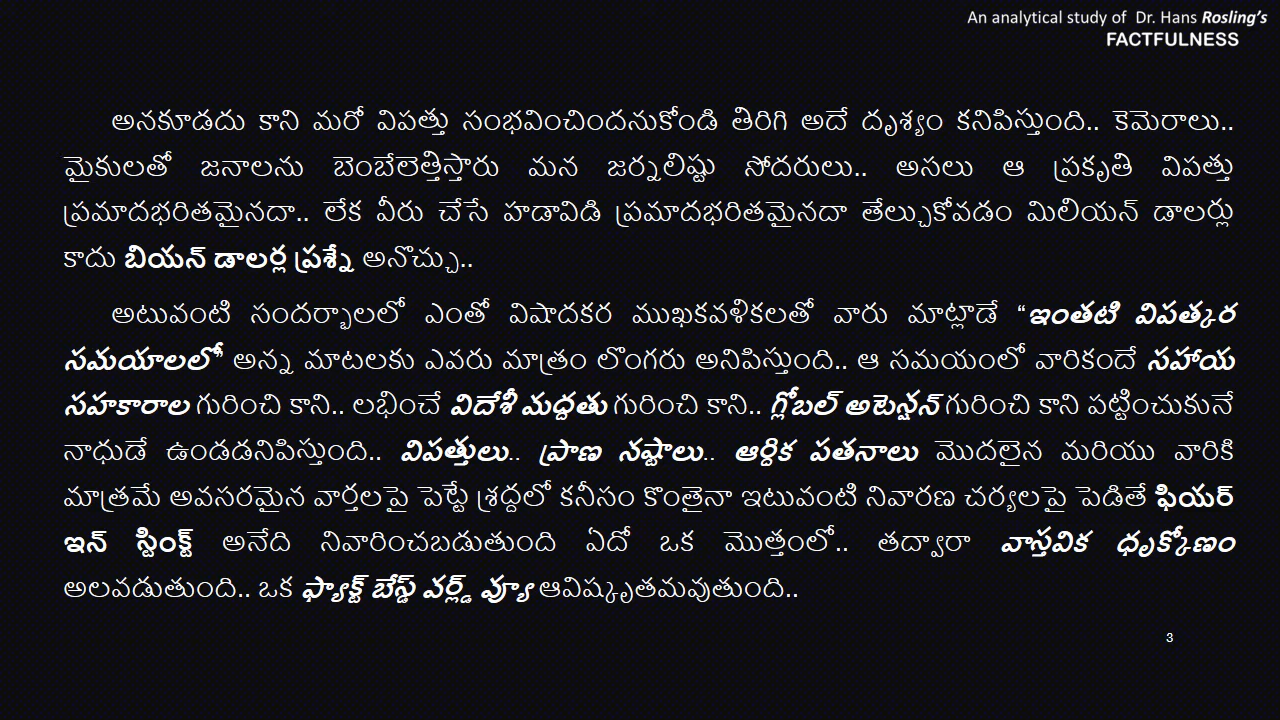 An analytical study of Dr. Hans Rosling's
FACTFULNESS
అనకూడదు కాని మరో విపత్తు సంభవించిందనుకోండి తిరిగి అదే దృశ్యం కనిపిస్తుంది.. కెమెరాలు..
మైకులతో జనాలను బెంబేలెత్తిస్తారు మన జర్నలిష్టు సోదరులు.. అసలు ఆ ప్రకృతి విపత్తు
ప్రమాదభరితమైనదా.. లేక వీరు చేసే హడావిడి ప్రమాదభరితమైనదా తేల్చుకోవడం మిలియన్ డాలర్లు
కాదు బియన్ డాలర్ల ప్రశ్నే అనొచ్చు..
అటువంటి సందర్భాలలో ఎంతో విషాదకర ముఖకవళికలతో వారు మాట్లాడే “ఇంతటి విపత్కర
సమయాలలో” అన్న మాటలకు ఎవరు మాత్రం లొంగరు అనిపిస్తుంది.. ఆ సమయంలో వారికందే సహాయ
సహకారాల గురించి కాని.. లభించే విదేశీ మద్దతు గురించి కాని.. గ్లోబల్ అటెన్షన్ గురించి కాని పట్టించుకునే
నాధుడే ఉండడనిపిస్తుంది.. విపత్తులు.. ప్రాణ నష్టాలు.. ఆర్ధిక పతనాలు మొదలైన మరియు వారికి
మాత్రమే అవసరమైన వార్తలపై పెట్టే శ్రద్దలో కనీసం కొంతైనా ఇటువంటి నివారణ చర్యలపై పెడితే ఫియర్
ఇన్ స్టింక్ట్ అనేది నివారించబడుతుంది ఏదో ఒక మొత్తంలో.. తద్వారా వాస్తవిక ధృక్కోణం
అలవడుతుంది.. ఒక ఫ్యాక్ట్ బేస్డ్ వర్ల్డ్ వ్యూ ఆవిష్కృతమవుతుంది..
3